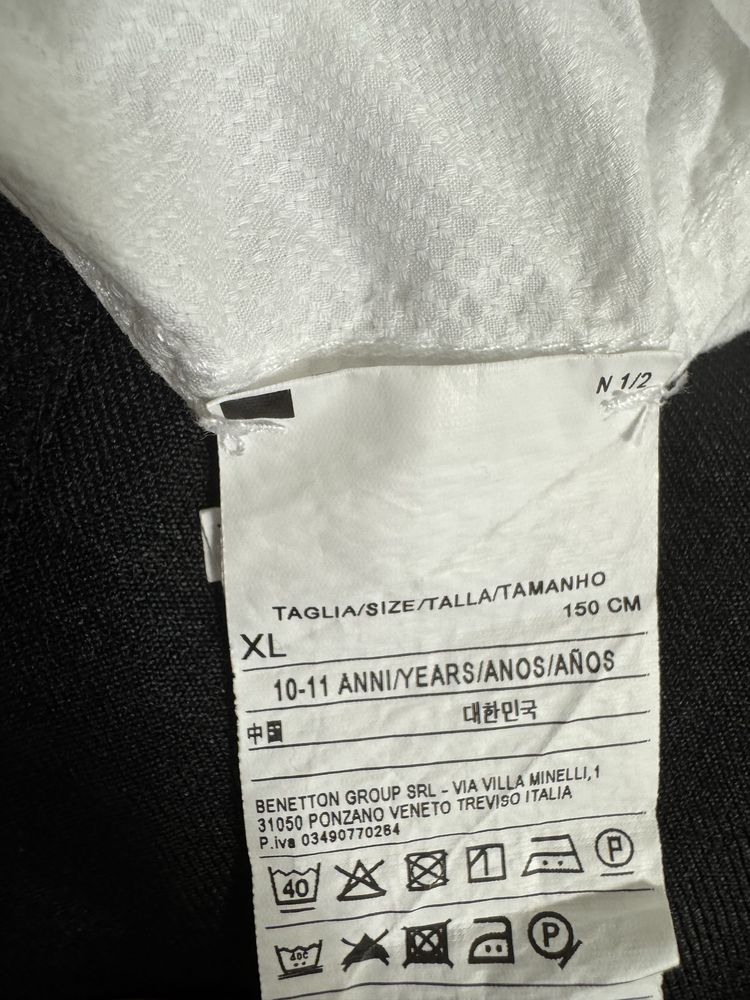 N 1/2
TAGLIA/SIZE/TALLA/TAMANHO
150 CM
XL
10-11 ANNI/YEARS/ANOS/AÑOS
대한민국
中国
BENETTON GROUP SRL - VIA VILLA MINELLI,1
31050 PONZANO VENETO TREVISO ITALIA
P.iva 03490770264
40 P
40c P